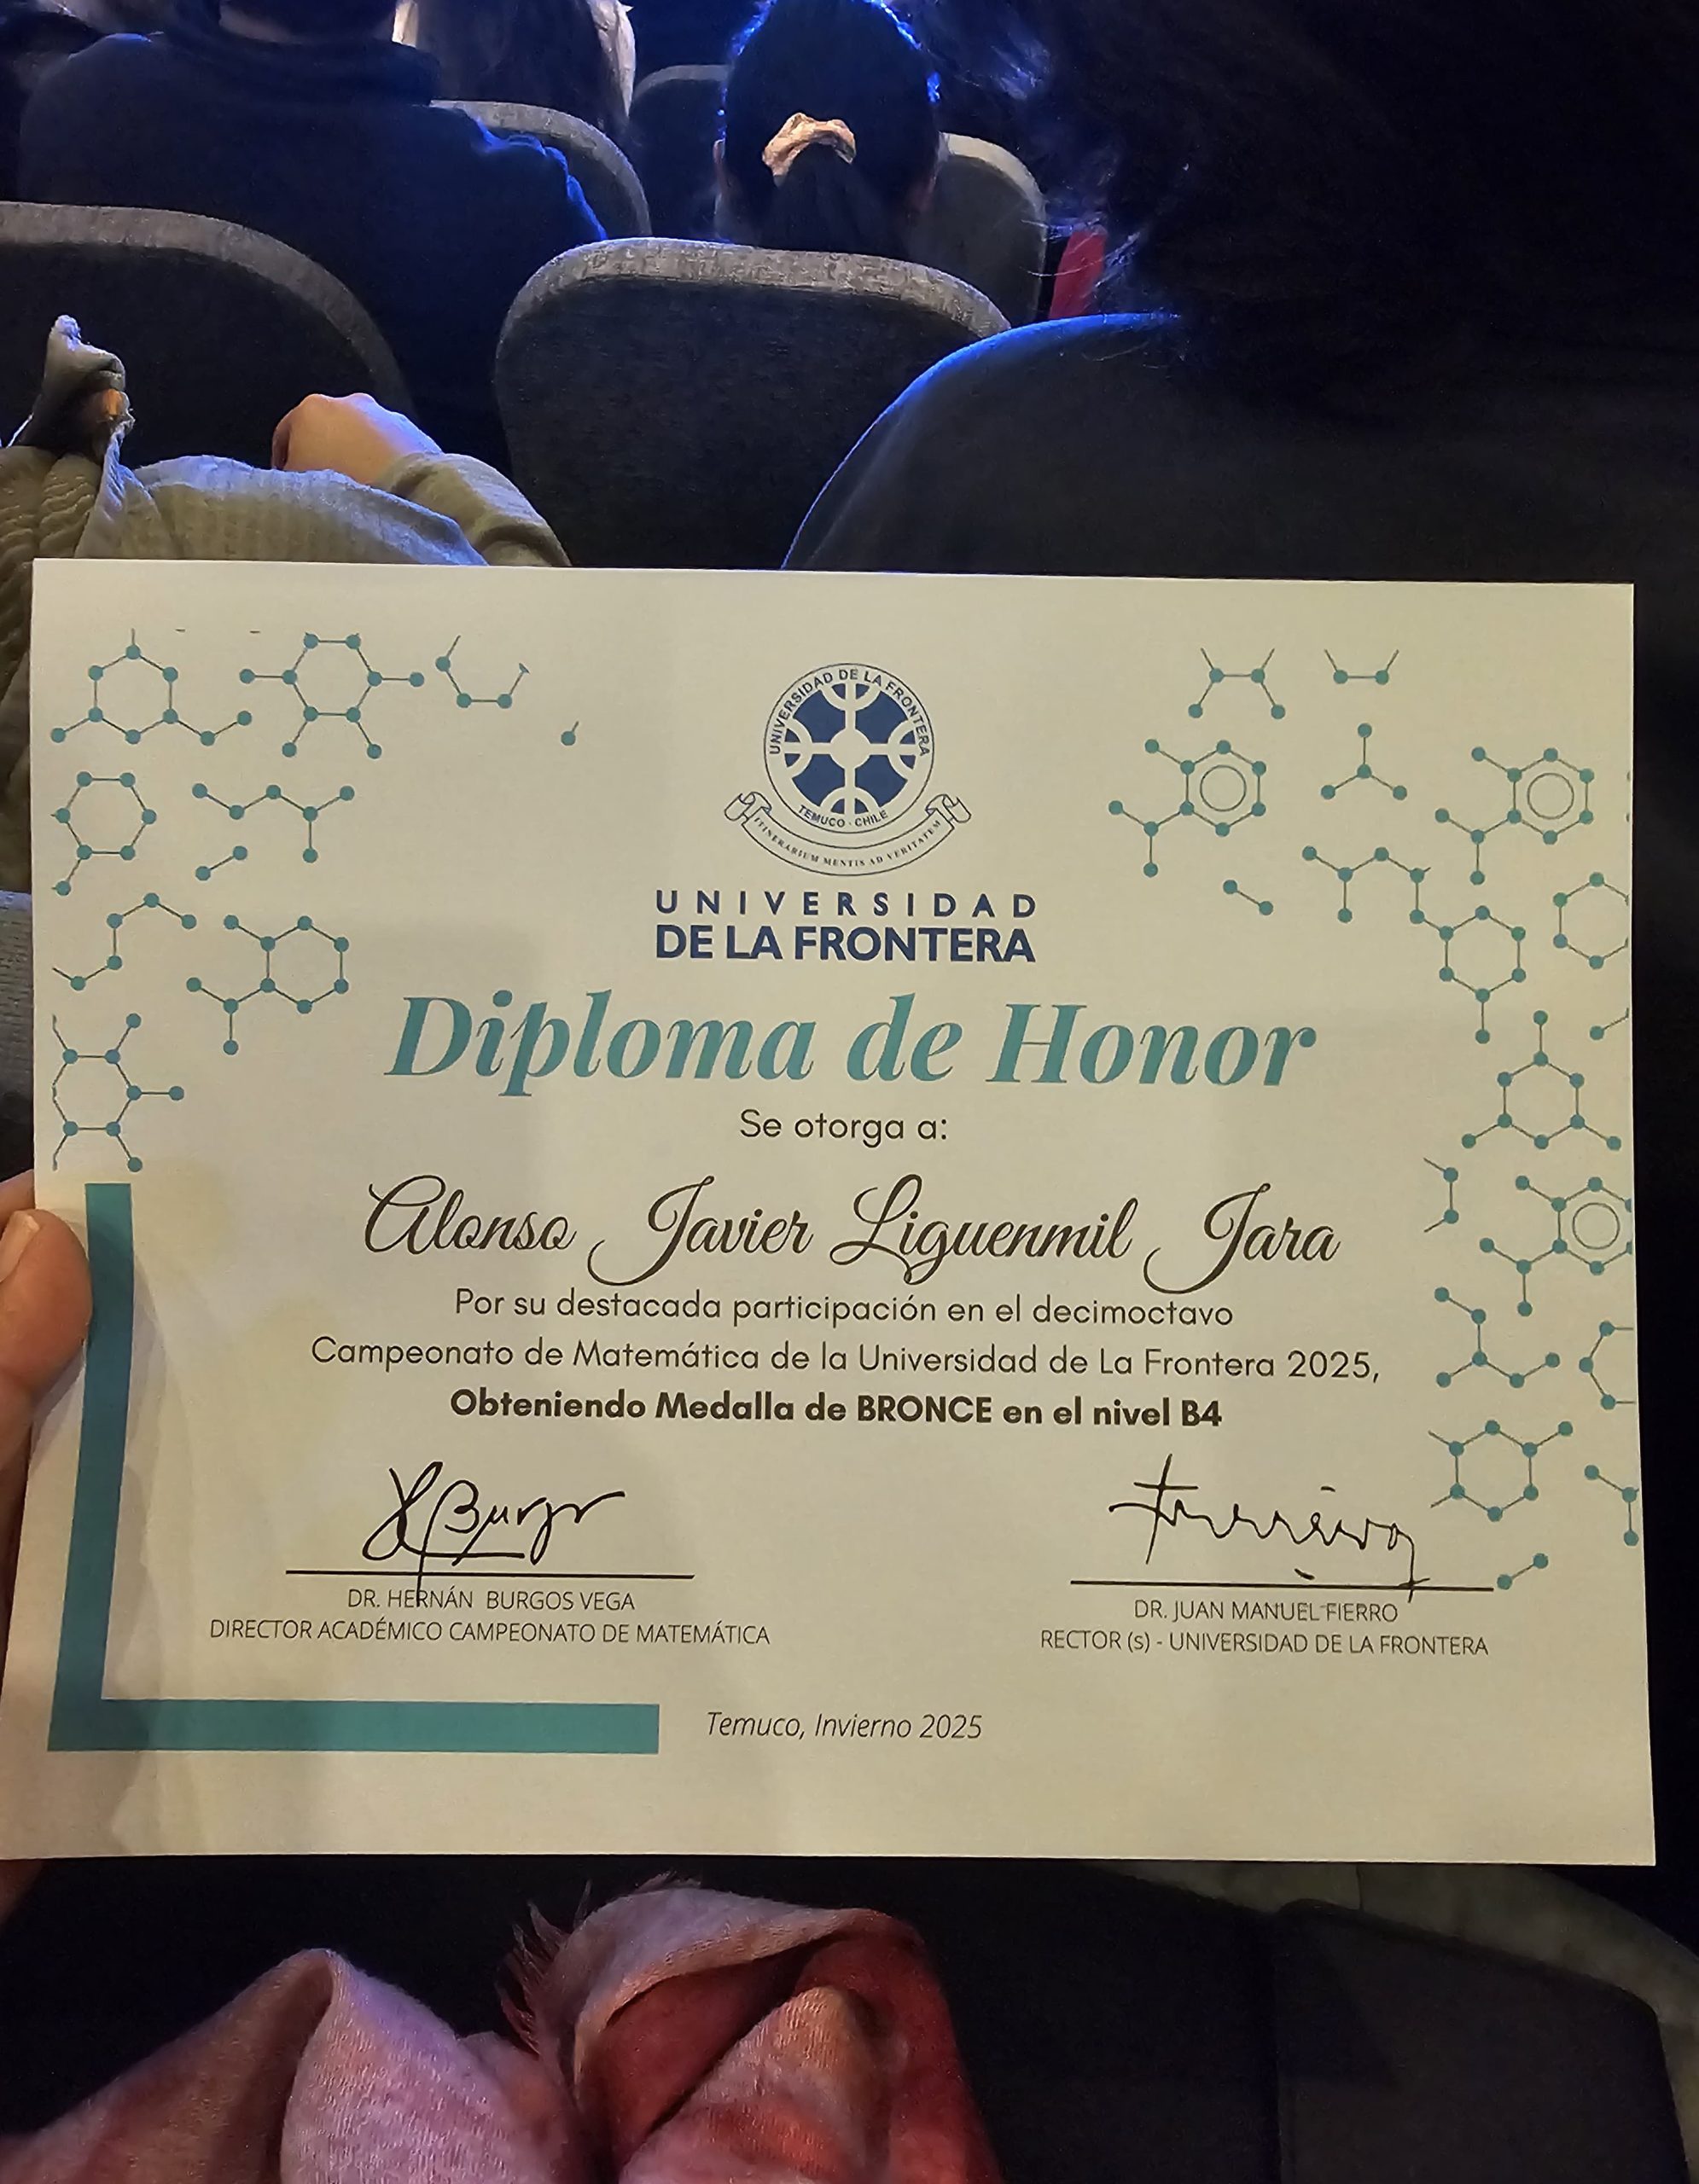 UNIVERSIDAD DE LA FRONTERA
TEMUCO - CHILE
ITINERARIUM MENTIS AD VERITATEM
UNIVERSIDAD
DE LA FRONTERA
Diploma de Honor
Se otorga a:
Alonso Javier Liguenmil Jara
Por su destacada participación en el decimoctavo
Campeonato de Matemática de la Universidad de La Frontera 2025,
Obteniendo Medalla de BRONCE en el nivel B4
H Burgos
DR. HERNÁN BURGOS VEGA
DIRECTOR ACADÉMICO CAMPEONATO DE MATEMÁTICA
DR. JUAN MANUEL FIERRO
RECTOR (s) - UNIVERSIDAD DE LA FRONTERA
Temuco, Invierno 2025